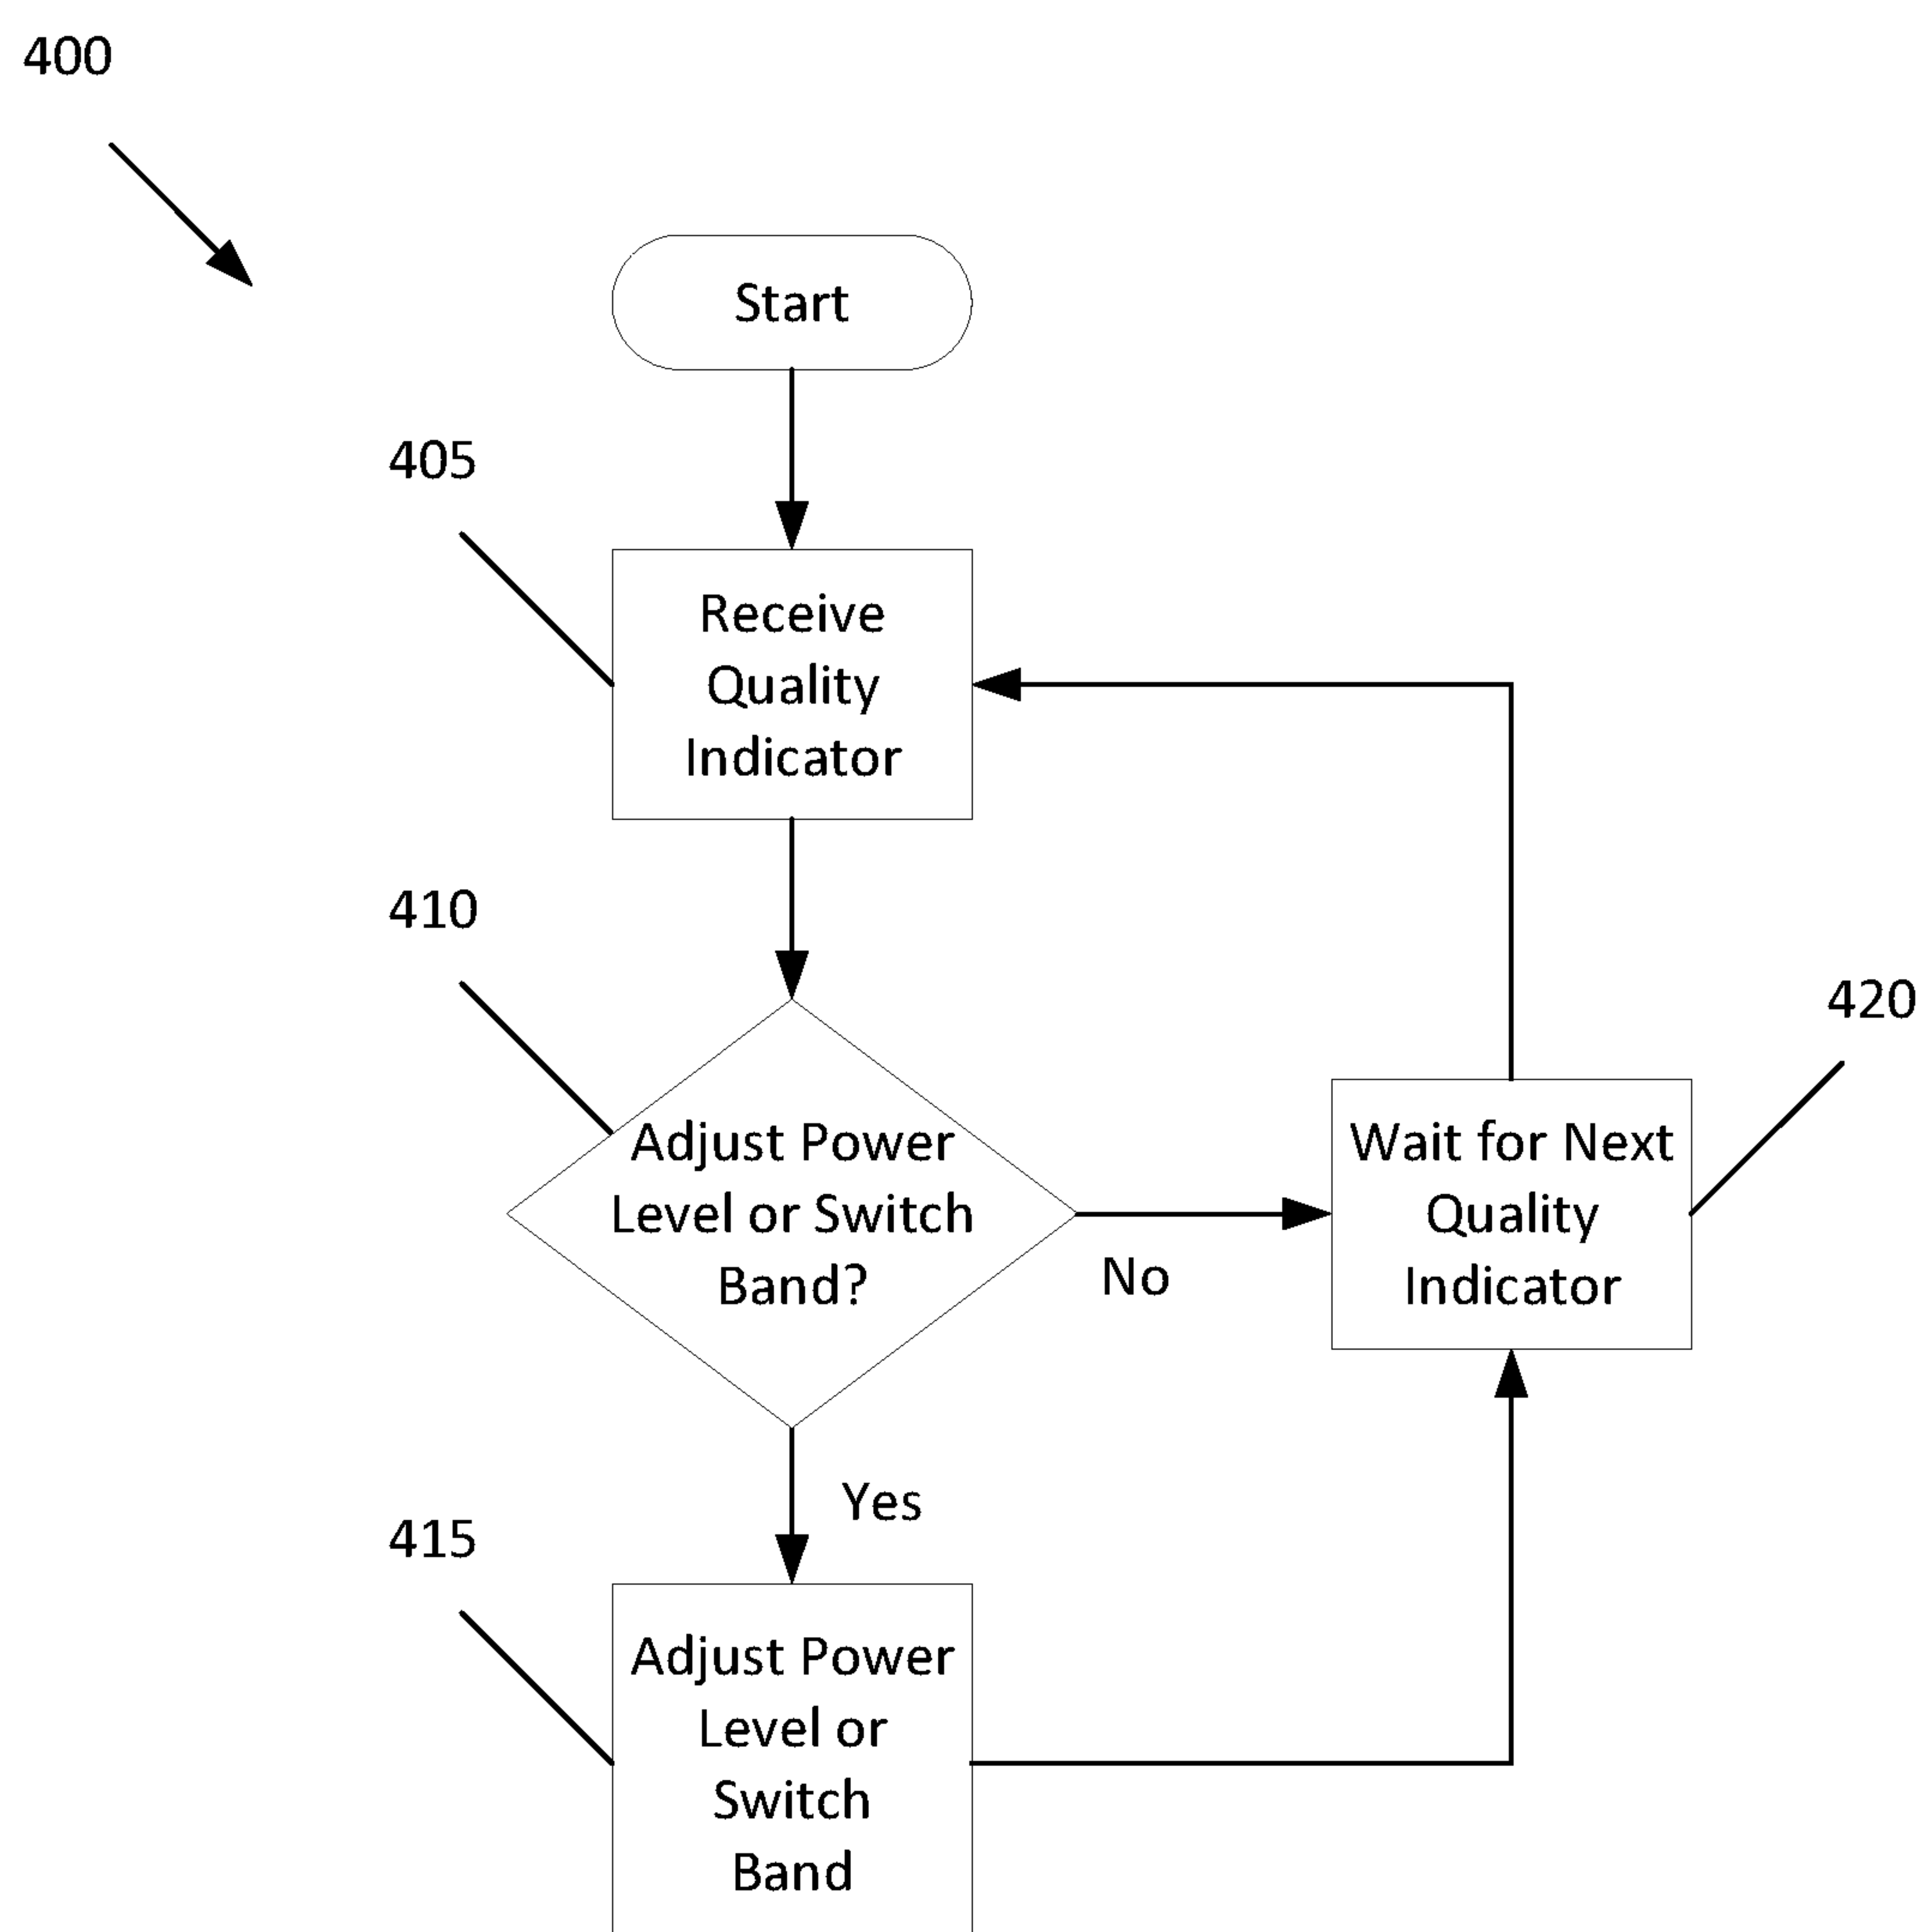 400
Start
405
Receive
Quality
Indicator
410
420
Adjust Power
Level or Switch
Band?
Wait for Next
Quality
Indicator
No
Yes
415
Adjust Power
Level or
Switch
Band